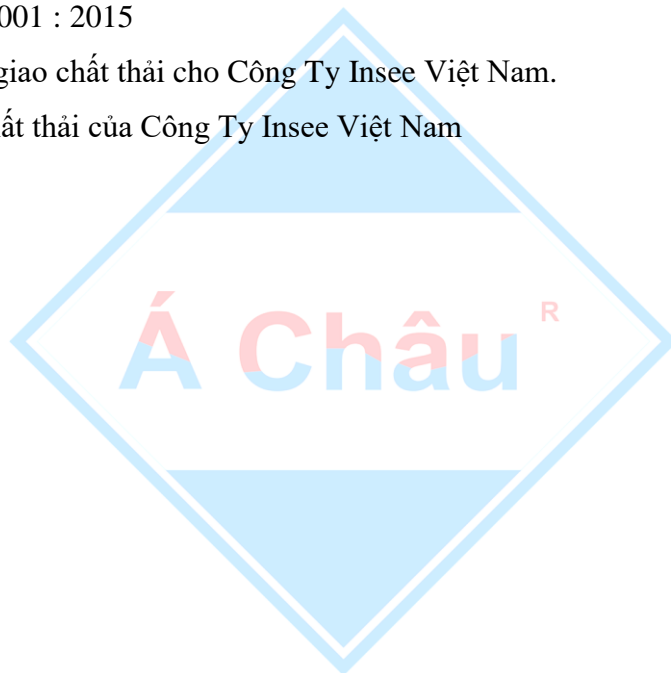 001 : 2015
giao chất thải cho Công Ty Insee Việt Nam.
ất thải của Công Ty Insee Việt Nam
Á Châu R